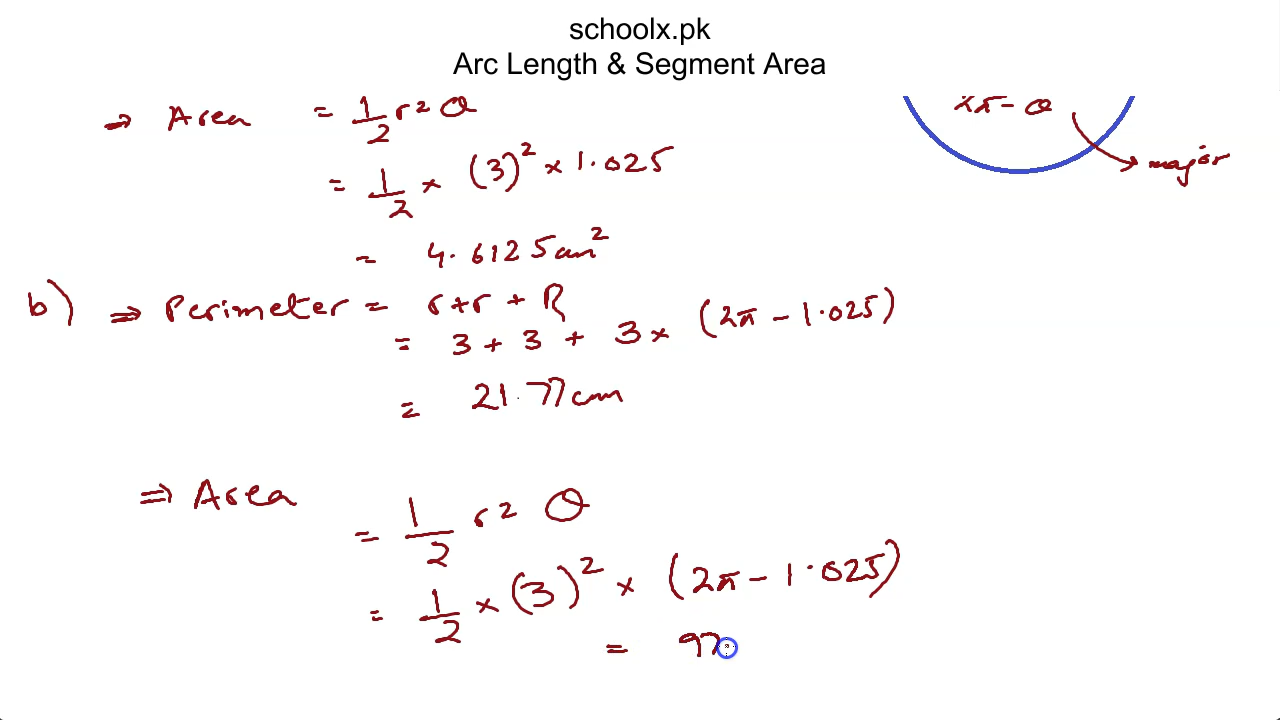 schoolx.pk
Arc Length & Segment Area
2π - θ
major
⇒ Area = 1/2 r² θ
= 1/2 × (3)² × 1.025
= 4.6125 cm²
b) ⇒ Perimeter = r + r + l
= 3 + 3 + 3 × (2π - 1.025)
= 21.77 cm
⇒ Area
= 1/2 r² θ
= 1/2 × (3)² × (2π - 1.025)
= 97